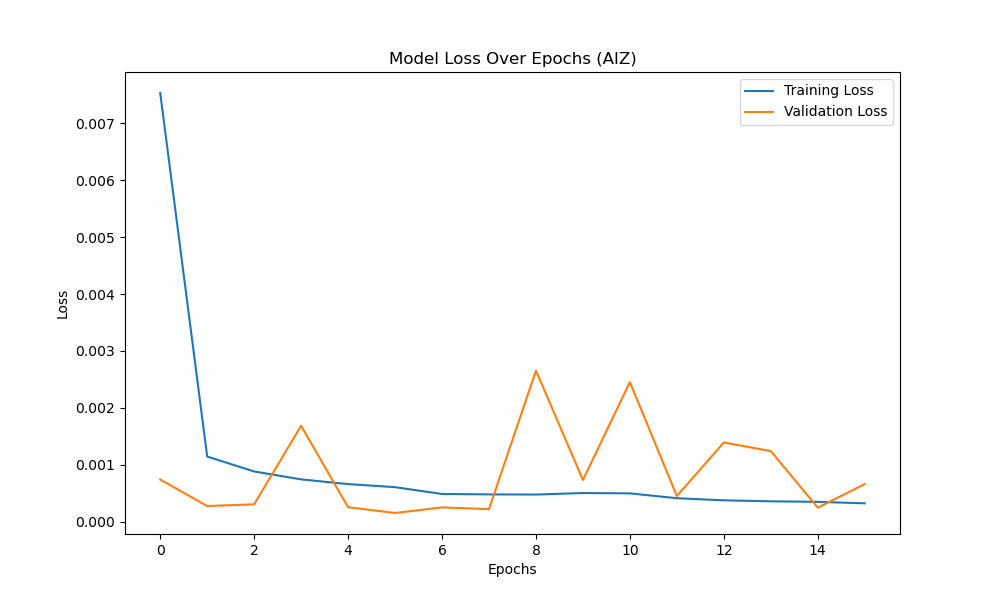 Model Loss Over Epochs (AIZ)
Training Loss
Validation Loss
0.007
0.006
0.005
0.004
0.003
0.002
0.001
0.000
Loss
0 2 4 6 8 10 12 14
Epochs